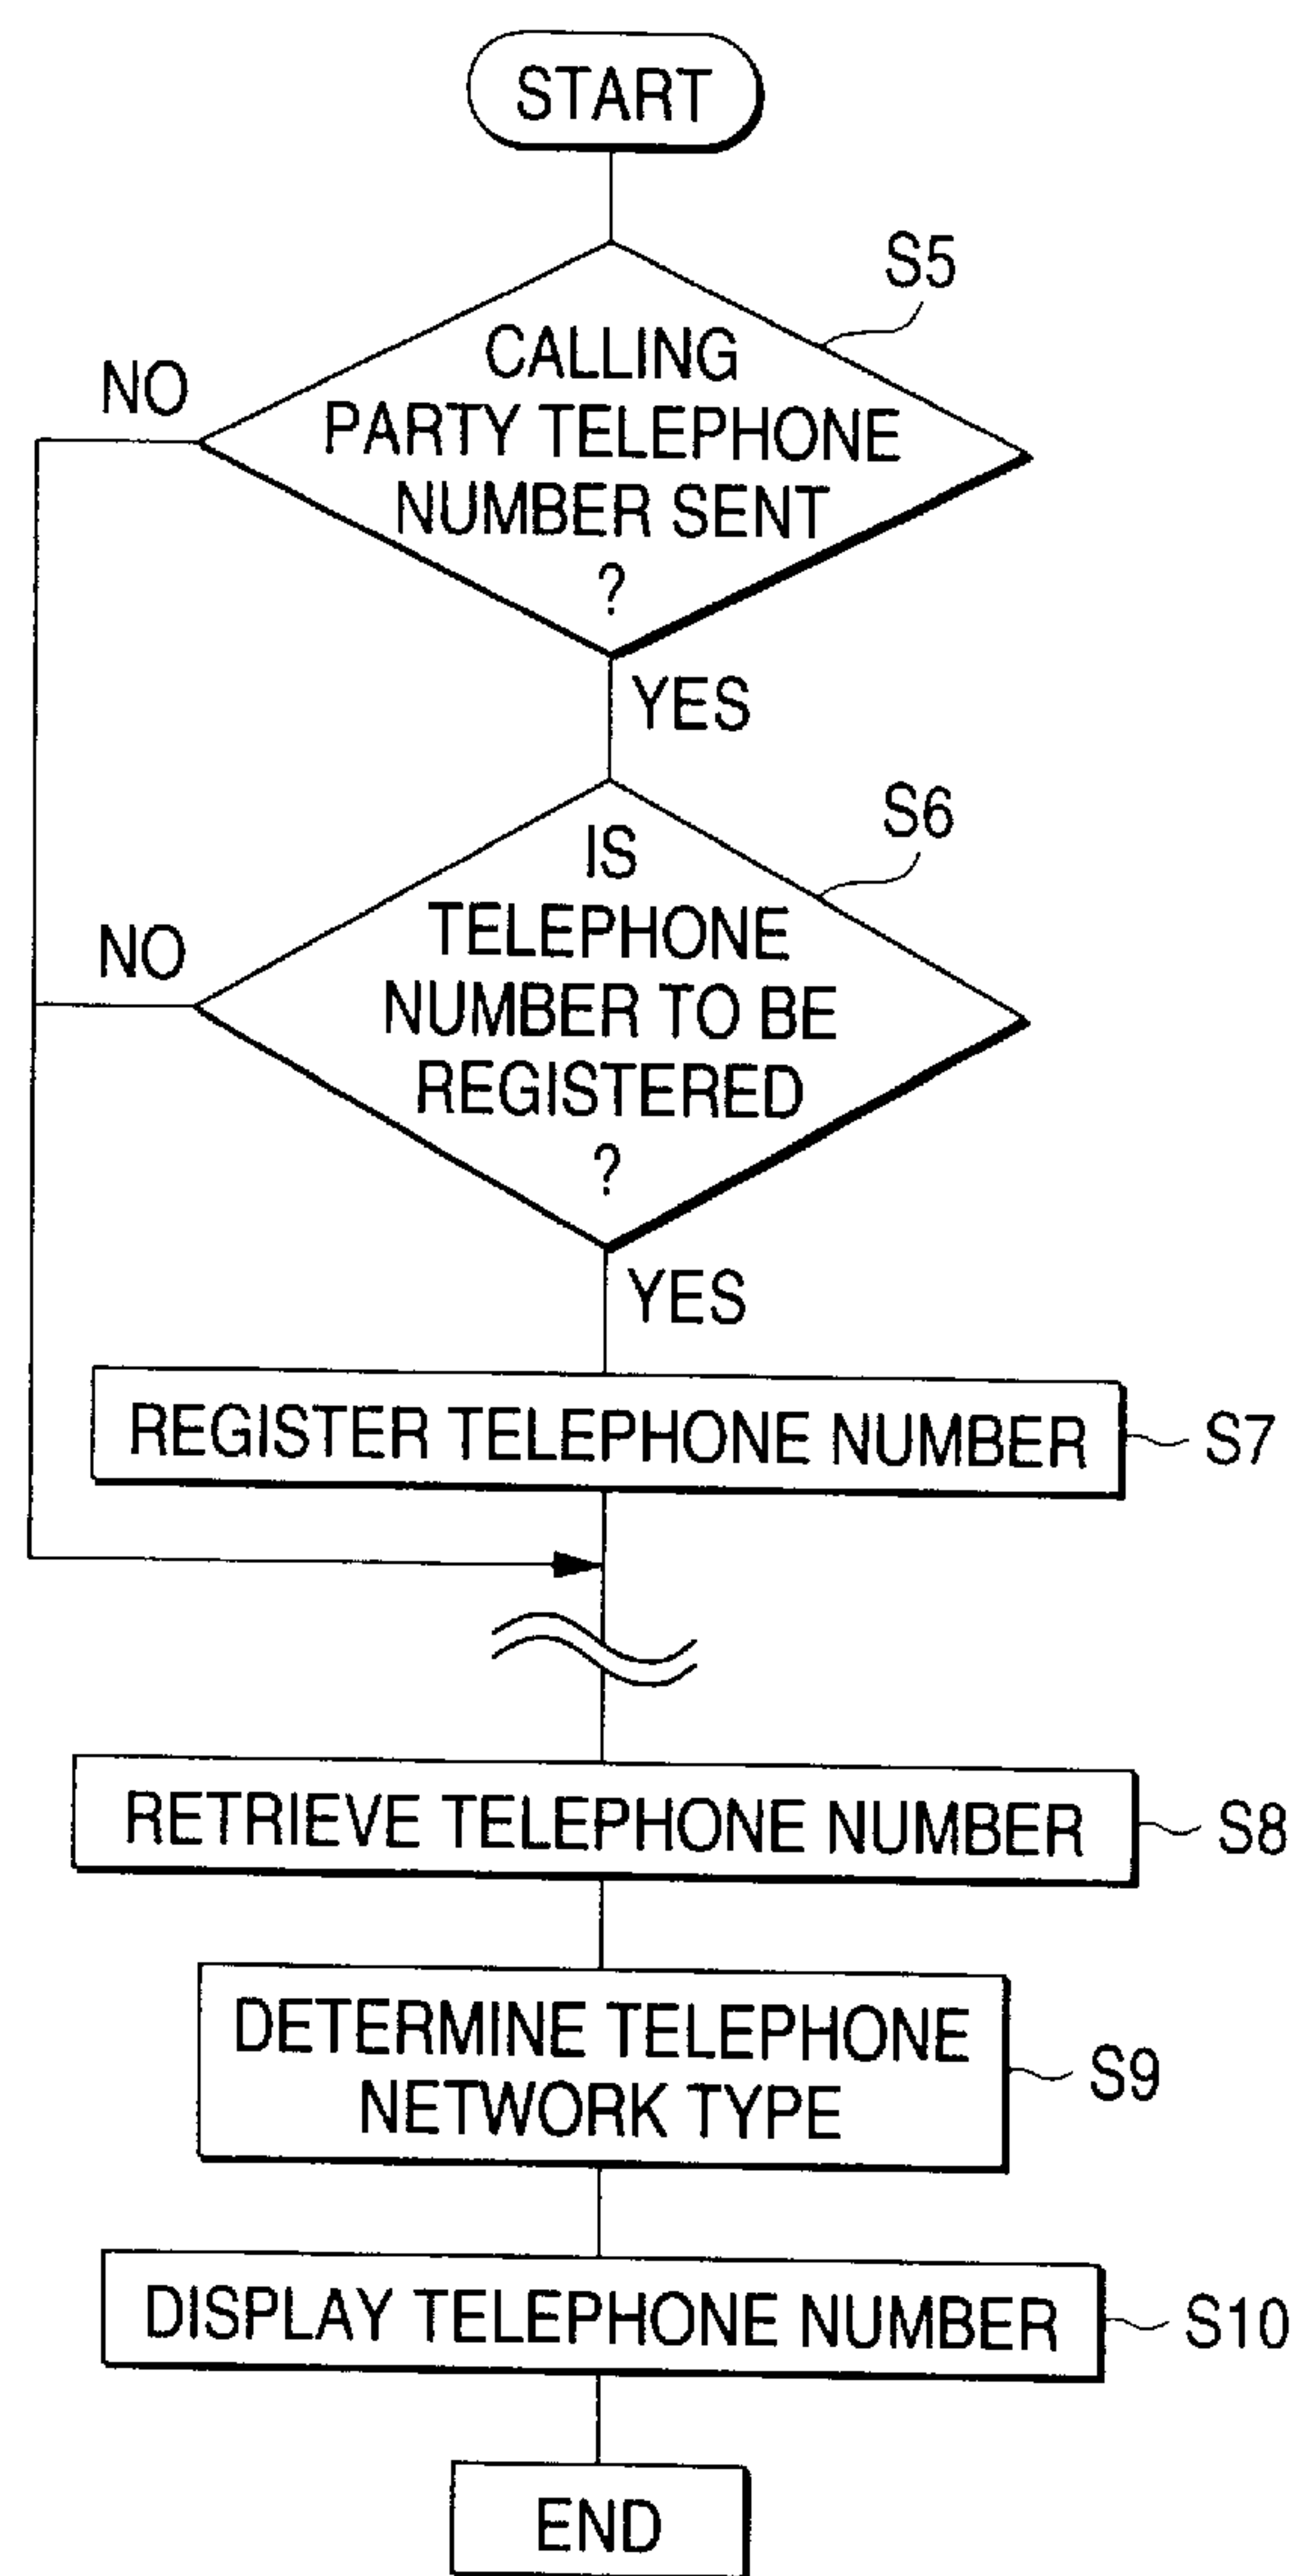 START
S5
CALLING
NO
PARTY TELEPHONE
NUMBER SENT
?
YES
S6
IS
TELEPHONE
NO
NUMBER TO BE
REGISTERED
?
YES
REGISTER TELEPHONE NUMBER
S7
RETRIEVE TELEPHONE NUMBER
S8
DETERMINE TELEPHONE
NETWORK TYPE
S9
DISPLAY TELEPHONE NUMBER
S10
END